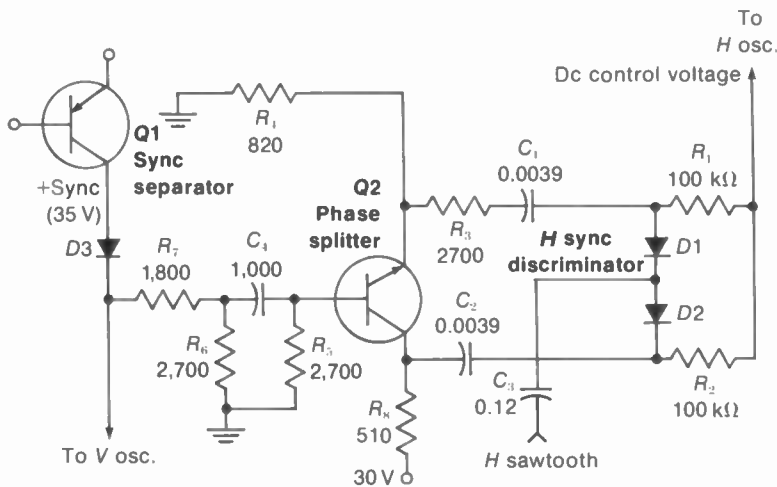 To
H osc.
Dc control voltage
Q1
Sync
separator
+Sync
(35 V)
R₄
820
Q2
Phase
splitter
C₁
0.0039
R₁
100 kΩ
R₃
2700
H sync
discriminator
D1
D3
R₇
1,800
C₄
1,000
C₂
0.0039
D2
R₆
2,700
R₅
2,700
C₃
0.12
R₂
100 kΩ
R₈
510
To V osc.
30 V
H sawtooth